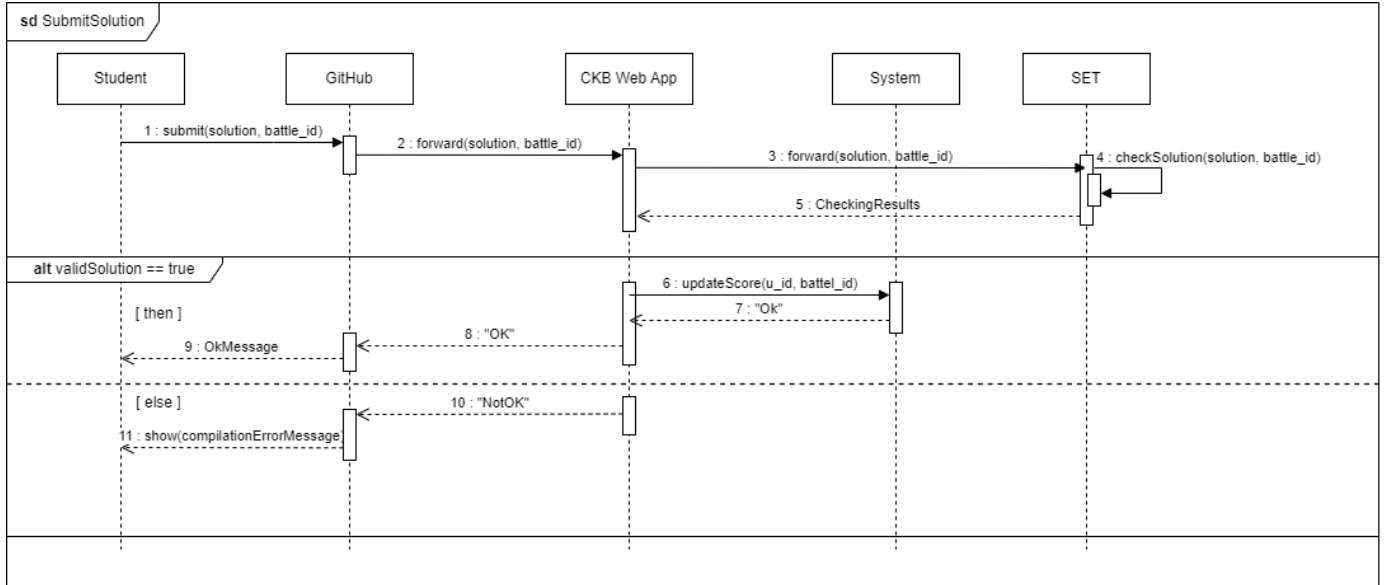 sd SubmitSolution
Student
GitHub
CKB Web App
System
SET
1 : submit(solution, battle_id)
2 : forward(solution, battle_id)
3 : forward(solution, battle_id)
4 : checkSolution(solution, battle_id)
5 : CheckingResults
alt validSolution == true
6 : updateScore(u_id, battel_id)
[ then ]
7 : "Ok"
8 : "OK"
9 : OkMessage
[ else ]
10 : "NotOK"
11 : show(compilationErrorMessage)